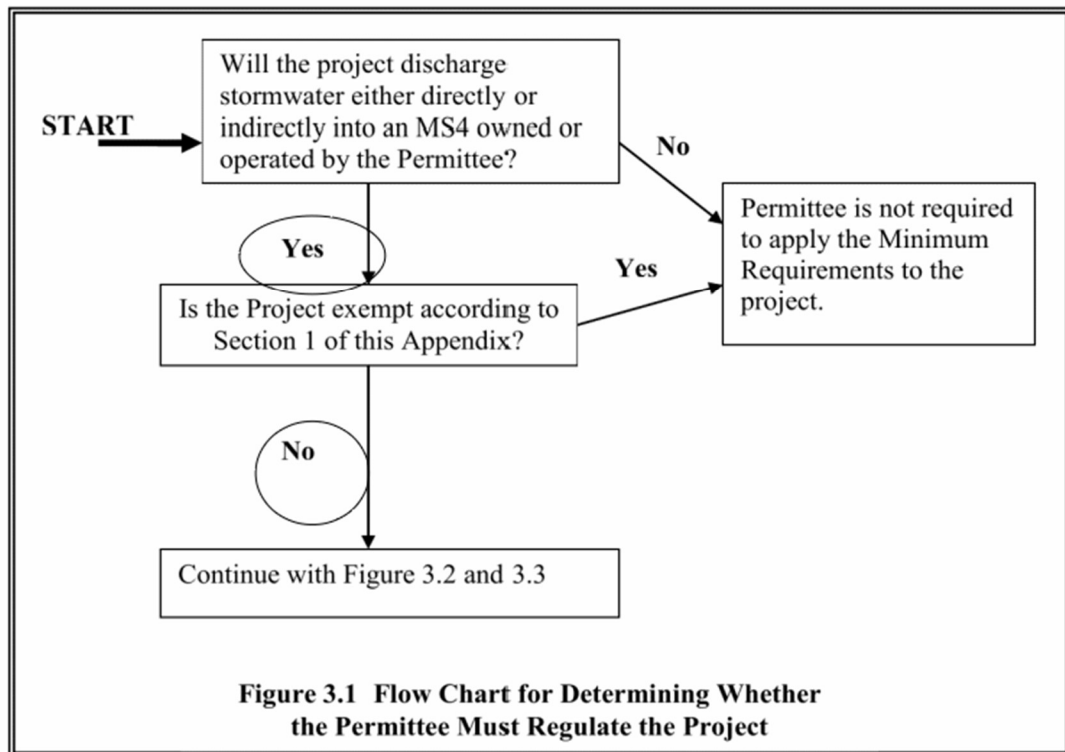 Will the project discharge
stormwater either directly or
indirectly into an MS4 owned or
operated by the Permittee?
START
No
Permittee is not required
to apply the Minimum
Requirements to the
project.
Yes
Yes
Is the Project exempt according to
Section 1 of this Appendix?
No
Continue with Figure 3.2 and 3.3
Figure 3.1 Flow Chart for Determining Whether
the Permittee Must Regulate the Project